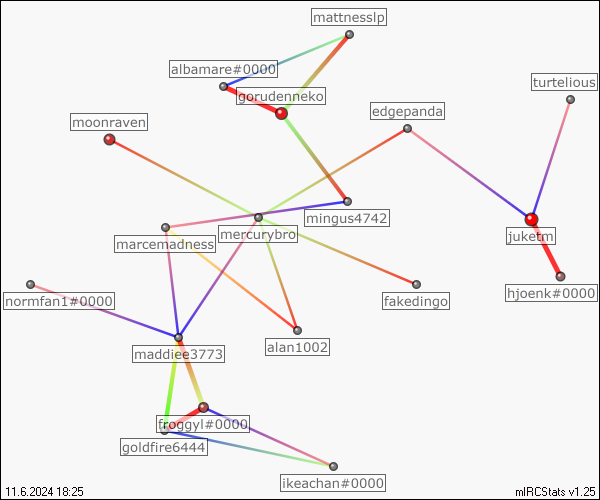 mattnesslp
albamare#0000
turtelious
gorudenneko
edgepanda
moonraven
mingus4742
mercurybro
juketm
marcemadness
hjoenk#0000
normfan1#0000
fakedingo
alan1002
maddiee3773
froggyl#0000
goldfire6444
ikeachan#0000
11.6.2024 18:25
mIRCStats v1.25